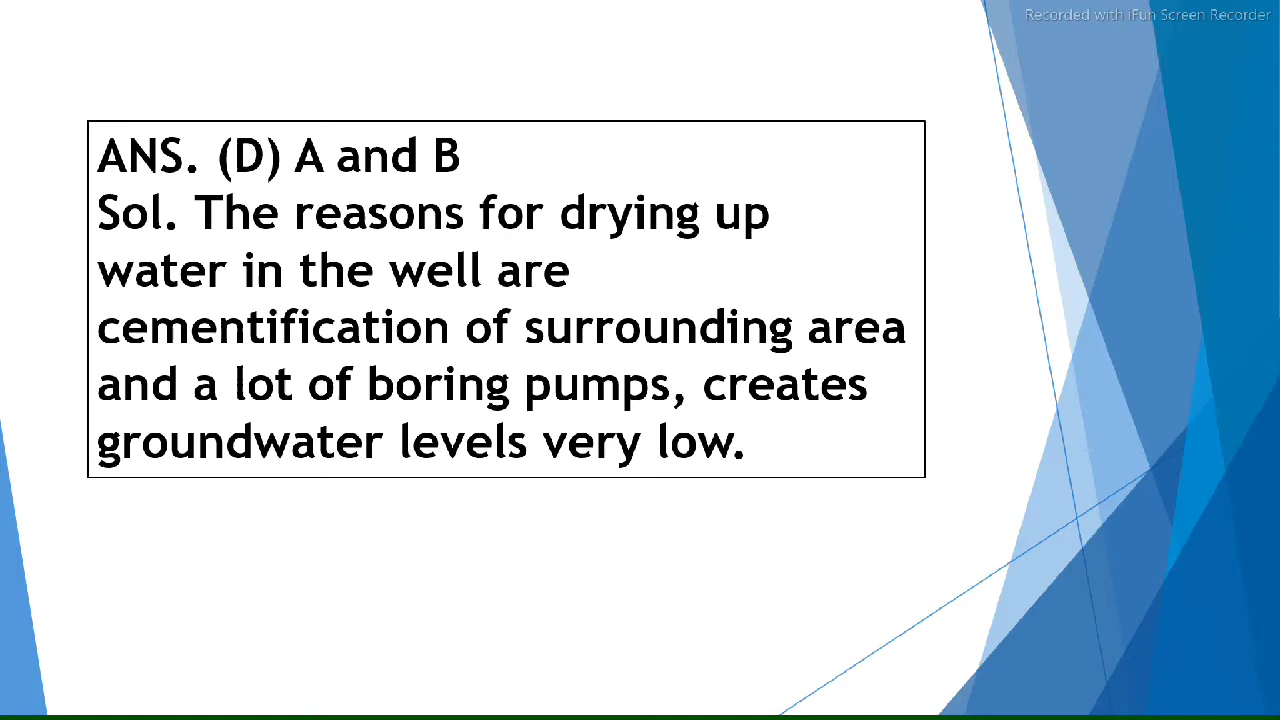 Recorded with iFun Screen Recorder
ANS. (D) A and B
Sol. The reasons for drying up
water in the well are
cementification of surrounding area
and a lot of boring pumps, creates
groundwater levels very low.